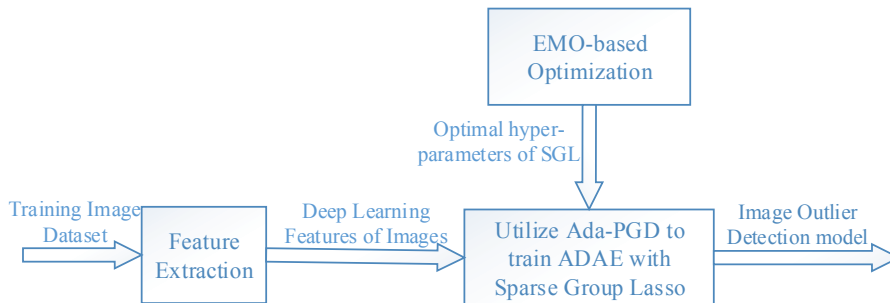 EMO-based
Optimization
Optimal hyper-
parameters of SGL
Training Image
Dataset
Feature
Extraction
Deep Learning
Features of Images
Utilize Ada-PGD to
train ADAE with
Sparse Group Lasso
Image Outlier
Detection model